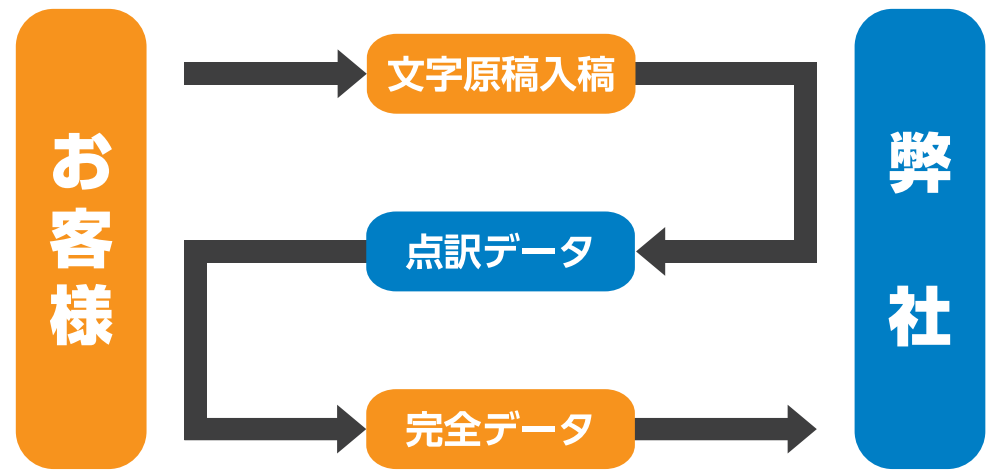 お客様
文字原稿入稿
点訳データ
完全データ
弊社